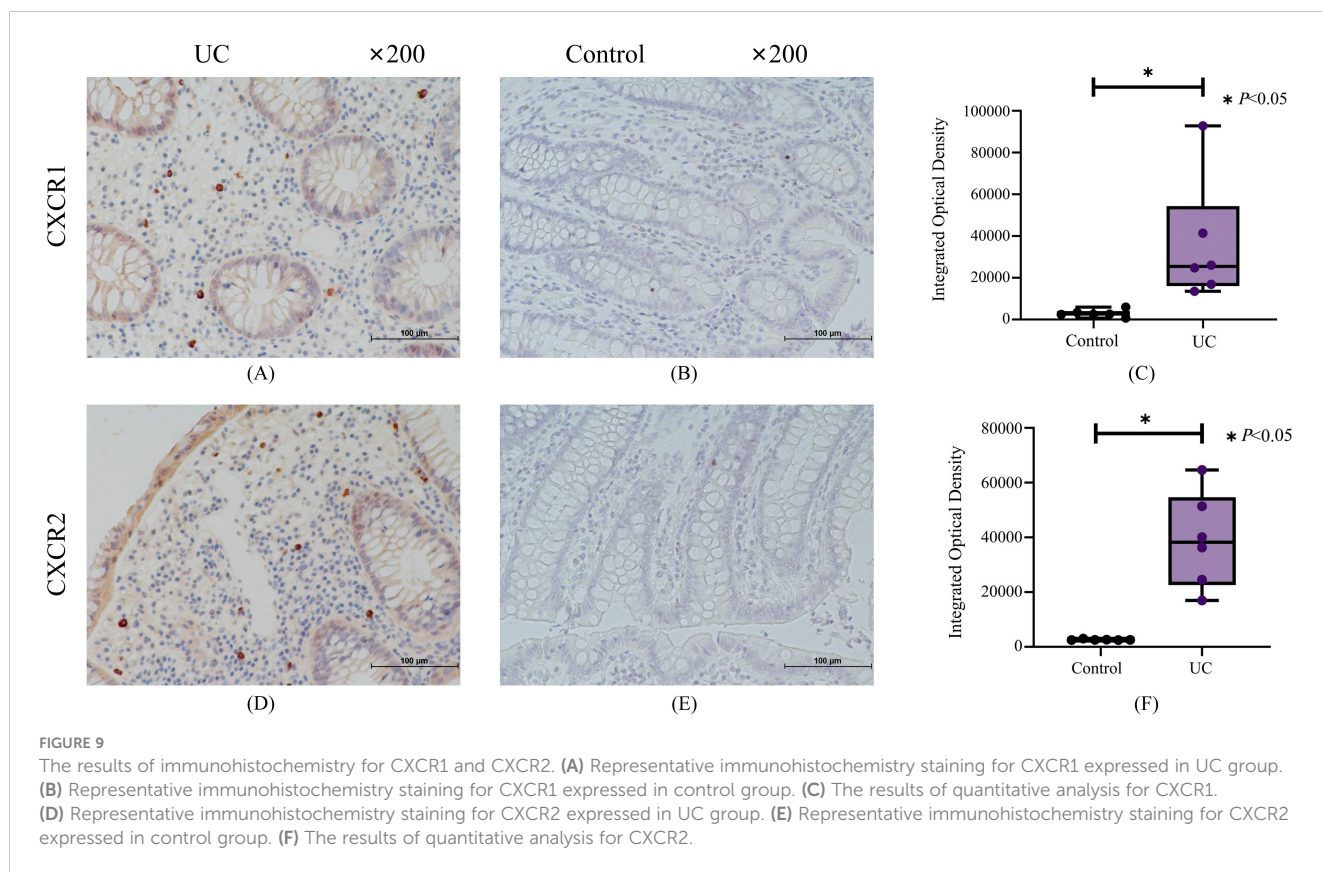 UC ×200 Control ×200
CXCR1
100 µm
(A)
100 µm
(B)
*
* P<0.05
Integrated Optical Density
100000
80000
60000
40000
20000
0
Control UC
(C)
CXCR2
100 µm
(D)
100 µm
(E)
*
* P<0.05
Integrated Optical Density
80000
60000
40000
20000
0
Control UC
(F)
FIGURE 9
The results of immunohistochemistry for CXCR1 and CXCR2. (A) Representative immunohistochemistry staining for CXCR1 expressed in UC group.
(B) Representative immunohistochemistry staining for CXCR1 expressed in control group. (C) The results of quantitative analysis for CXCR1.
(D) Representative immunohistochemistry staining for CXCR2 expressed in UC group. (E) Representative immunohistochemistry staining for CXCR2
expressed in control group. (F) The results of quantitative analysis for CXCR2.